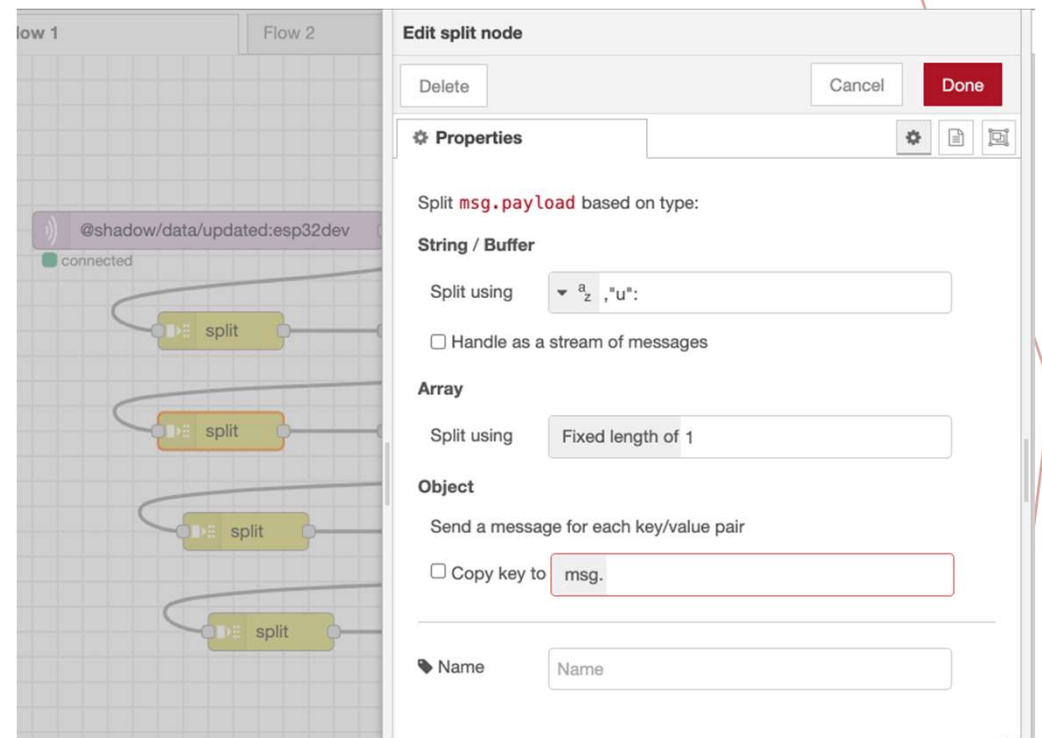 low 1
Flow 2
@shadow/data/updated:esp32dev
connected
split
split
split
split
Edit split node
Delete
Cancel
Done
Properties
Split msg.payload based on type:
String / Buffer
Split using
az ,"u":
Handle as a stream of messages
Array
Split using
Fixed length of 1
Object
Send a message for each key/value pair
Copy key to
msg.
Name
Name